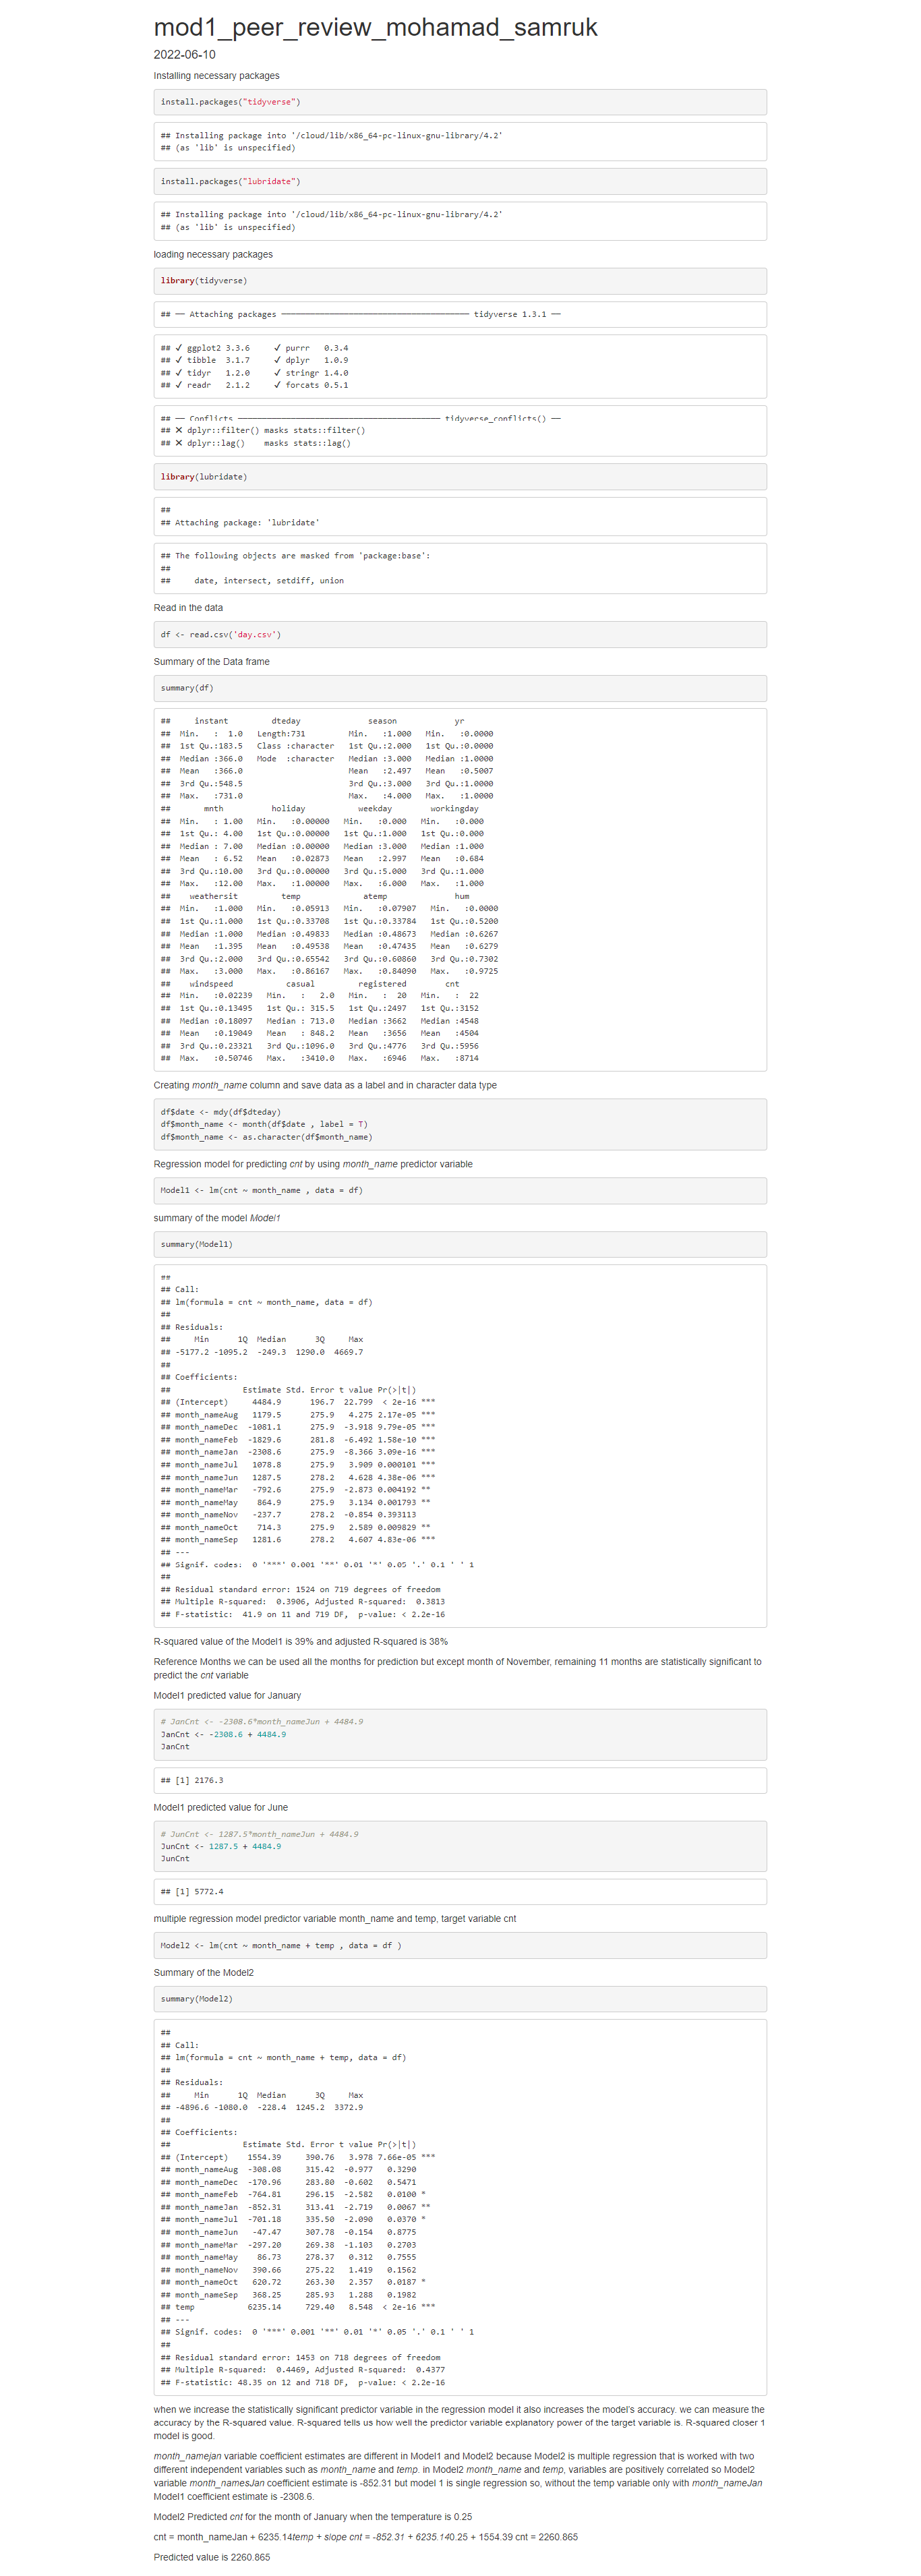 mod1_peer_review_mohamad_samruk
2022-06-10
Installing necessary packages
install.packages("tidyverse")
## Installing package into '/cloud/lib/x86_64-pc-linux-gnu-library/4.2'
## (as 'lib' is unspecified)
install.packages("lubridate")
## Installing package into '/cloud/lib/x86_64-pc-linux-gnu-library/4.2'
## (as 'lib' is unspecified)
loading necessary packages
library(tidyverse)
## ── Attaching packages ─────────────────────────────────────── tidyverse 1.3.1 ──
## ✓ ggplot2 3.3.6     ✓ purrr   0.3.4
## ✓ tibble  3.1.7     ✓ dplyr   1.0.9
## ✓ tidyr   1.2.0     ✓ stringr 1.4.0
## ✓ readr   2.1.2     ✓ forcats 0.5.1
## ── Conflicts ────────────────────────────────────────── tidyverse_conflicts() ──
## ✕ dplyr::filter() masks stats::filter()
## ✕ dplyr::lag()    masks stats::lag()
library(lubridate)
##
## Attaching package: 'lubridate'
## The following objects are masked from 'package:base':
##
##     date, intersect, setdiff, union
Read in the data
df <- read.csv('day.csv')
Summary of the Data frame
summary(df)
##     instant         dteday              season            yr
##  Min.   :  1.0   Length:731         Min.   :1.000   Min.   :0.0000
##  1st Qu.:183.5   Class :character   1st Qu.:2.000   1st Qu.:0.0000
##  Median :366.0   Mode  :character   Median :3.000   Median :1.0000
##  Mean   :366.0                      Mean   :2.497   Mean   :0.5007
##  3rd Qu.:548.5                      3rd Qu.:3.000   3rd Qu.:1.0000
##  Max.   :731.0                      Max.   :4.000   Max.   :1.0000
##       mnth          holiday           weekday        workingday
##  Min.   : 1.00   Min.   :0.00000   Min.   :0.000   Min.   :0.000
##  1st Qu.: 4.00   1st Qu.:0.00000   1st Qu.:1.000   1st Qu.:0.000
##  Median : 7.00   Median :0.00000   Median :3.000   Median :1.000
##  Mean   : 6.52   Mean   :0.02873   Mean   :2.997   Mean   :0.684
##  3rd Qu.:10.00   3rd Qu.:0.00000   3rd Qu.:5.000   3rd Qu.:1.000
##  Max.   :12.00   Max.   :1.00000   Max.   :6.000   Max.   :1.000
##    weathersit         temp             atemp              hum
##  Min.   :1.000   Min.   :0.05913   Min.   :0.07907   Min.   :0.0000
##  1st Qu.:1.000   1st Qu.:0.33708   1st Qu.:0.33784   1st Qu.:0.5200
##  Median :1.000   Median :0.49833   Median :0.48673   Median :0.6267
##  Mean   :1.395   Mean   :0.49538   Mean   :0.47435   Mean   :0.6279
##  3rd Qu.:2.000   3rd Qu.:0.65542   3rd Qu.:0.60860   3rd Qu.:0.7302
##  Max.   :3.000   Max.   :0.86167   Max.   :0.84090   Max.   :0.9725
##    windspeed           casual         registered        cnt
##  Min.   :0.02239   Min.   :   2.0   Min.   :  20   Min.   :  22
##  1st Qu.:0.13495   1st Qu.: 315.5   1st Qu.:2497   1st Qu.:3152
##  Median :0.18097   Median : 713.0   Median :3662   Median :4548
##  Mean   :0.19049   Mean   : 848.2   Mean   :3656   Mean   :4504
##  3rd Qu.:0.23321   3rd Qu.:1096.0   3rd Qu.:4776   3rd Qu.:5956
##  Max.   :0.50746   Max.   :3410.0   Max.   :6946   Max.   :8714
Creating month_name column and save data as a label and in character data type
df$date <- mdy(df$dteday)
df$month_name <- month(df$date , label = T)
df$month_name <- as.character(df$month_name)
Regression model for predicting cnt by using month_name predictor variable
Model1 <- lm(cnt ~ month_name , data = df)
summary of the model Model1
summary(Model1)
##
## Call:
## lm(formula = cnt ~ month_name, data = df)
##
## Residuals:
##     Min      1Q  Median      3Q     Max
## -5177.2 -1095.2  -249.3  1290.0  4669.7
##
## Coefficients:
##               Estimate Std. Error t value Pr(>|t|)
## (Intercept)     4484.9      196.7  22.799  < 2e-16 ***
## month_nameAug   1179.5      275.9   4.275 2.17e-05 ***
## month_nameDec  -1081.1      275.9  -3.918 9.79e-05 ***
## month_nameFeb  -1829.6      281.8  -6.492 1.58e-10 ***
## month_nameJan  -2308.6      275.9  -8.366 3.09e-16 ***
## month_nameJul   1078.8      275.9   3.909 0.000101 ***
## month_nameJun   1287.5      278.2   4.628 4.38e-06 ***
## month_nameMar   -792.6      275.9  -2.873 0.004192 **
## month_nameMay    864.9      275.9   3.134 0.001793 **
## month_nameNov   -237.7      278.2  -0.854 0.393113
## month_nameOct    714.3      275.9   2.589 0.009829 **
## month_nameSep   1281.6      278.2   4.607 4.83e-06 ***
## ---
## Signif. codes:  0 '***' 0.001 '**' 0.01 '*' 0.05 '.' 0.1 ' ' 1
##
## Residual standard error: 1524 on 719 degrees of freedom
## Multiple R-squared:  0.3906, Adjusted R-squared:  0.3813
## F-statistic:  41.9 on 11 and 719 DF,  p-value: < 2.2e-16
R-squared value of the Model1 is 39% and adjusted R-squared is 38%
Reference Months we can be used all the months for prediction but except month of November, remaining 11 months are statistically significant to
predict the cnt variable
Model1 predicted value for January
# JanCnt <- -2308.6*month_nameJun + 4484.9
JanCnt <- -2308.6 + 4484.9
JanCnt
## [1] 2176.3
Model1 predicted value for June
# JunCnt <- 1287.5*month_nameJun + 4484.9
JunCnt <- 1287.5 + 4484.9
JunCnt
## [1] 5772.4
multiple regression model predictor variable month_name and temp, target variable cnt
Model2 <- lm(cnt ~ month_name + temp , data = df )
Summary of the Model2
summary(Model2)
##
## Call:
## lm(formula = cnt ~ month_name + temp, data = df)
##
## Residuals:
##     Min      1Q  Median      3Q     Max
## -4896.6 -1080.0  -228.4  1245.2  3372.9
##
## Coefficients:
##               Estimate Std. Error t value Pr(>|t|)
## (Intercept)    1554.39     390.76   3.978 7.66e-05 ***
## month_nameAug  -308.08     315.42  -0.977   0.3290
## month_nameDec  -170.96     283.80  -0.602   0.5471
## month_nameFeb  -764.81     296.15  -2.582   0.0100 *
## month_nameJan  -852.31     313.41  -2.719   0.0067 **
## month_nameJul  -701.18     335.50  -2.090   0.0370 *
## month_nameJun   -47.47     307.78  -0.154   0.8775
## month_nameMar  -297.20     269.38  -1.103   0.2703
## month_nameMay    86.73     278.37   0.312   0.7555
## month_nameNov   390.66     275.22   1.419   0.1562
## month_nameOct   620.72     263.30   2.357   0.0187 *
## month_nameSep   368.25     285.93   1.288   0.1982
## temp           6235.14     729.40   8.548  < 2e-16 ***
## ---
## Signif. codes:  0 '***' 0.001 '**' 0.01 '*' 0.05 '.' 0.1 ' ' 1
##
## Residual standard error: 1453 on 718 degrees of freedom
## Multiple R-squared:  0.4469, Adjusted R-squared:  0.4377
## F-statistic: 48.35 on 12 and 718 DF,  p-value: < 2.2e-16
when we increase the statistically significant predictor variable in the regression model it also increases the model's accuracy. we can measure the
accuracy by the R-squared value. R-squared tells us how well the predictor variable explanatory power of the target variable is. R-squared closer 1
model is good.
month_namejan variable coefficient estimates are different in Model1 and Model2 because Model2 is multiple regression that is worked with two
different independent variables such as month_name and temp. in Model2 month_name and temp, variables are positively correlated so Model2
variable month_namesJan coefficient estimate is -852.31 but model 1 is single regression so, without the temp variable only with month_nameJan
Model1 coefficient estimate is -2308.6.
Model2 Predicted cnt for the month of January when the temperature is 0.25
cnt = month_nameJan + 6235.14temp + slope cnt = -852.31 + 6235.140.25 + 1554.39 cnt = 2260.865
Predicted value is 2260.865